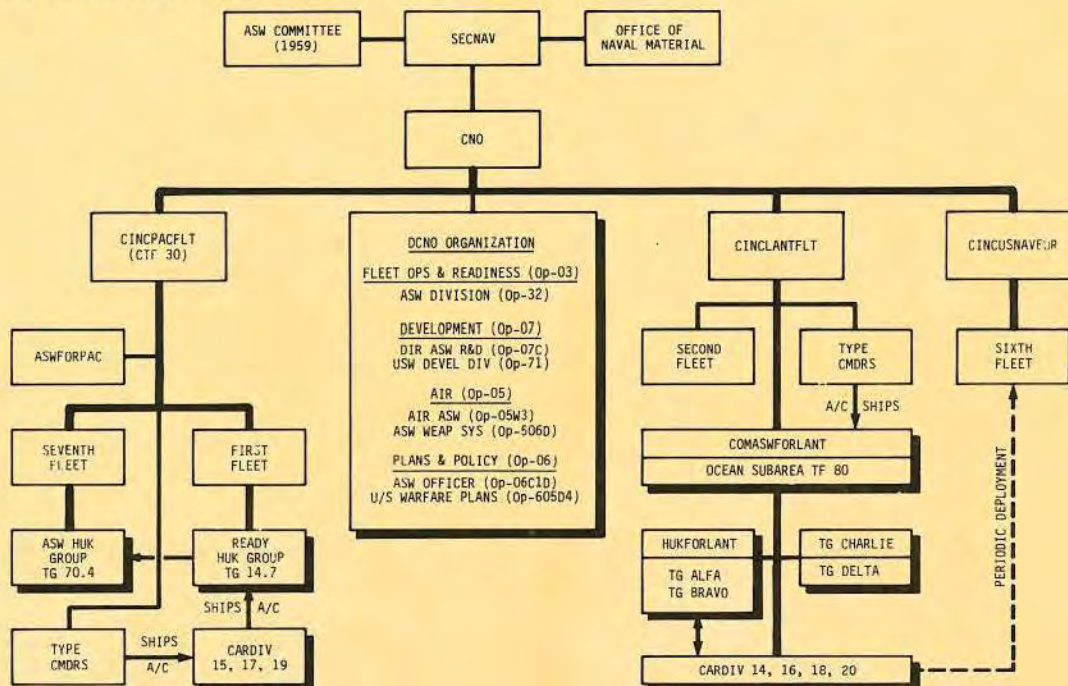 ASW COMMITTEE
(1959)
SECNAV
OFFICE OF
NAVAL MATERIAL
CNO
CINCPACFLT
(CTF 30)
DCNO ORGANIZATION
FLEET OPS & READINESS (Op-03)
ASW DIVISION (Op-32)
DEVELOPMENT (Op-07)
DIR ASW R&D (Op-07C)
USW DEVEL DIV (Op-71)
AIR (Op-05)
AIR ASW (Op-05W3)
ASW WEAP SYS (Op-506D)
PLANS & POLICY (Op-06)
ASW OFFICER (Op-06C1D)
U/S WARFARE PLANS (Op-605D4)
CINCLANTFLT
CINCUSNAVEUR
ASWFORPAC
SECOND
FLEET
TYPE
CMDRS
SIXTH
FLEET
A/C SHIPS
SEVENTH
FLEET
FIRST
FLEET
COMASWFORLANT
OCEAN SUBAREA TF 80
ASW HUK
GROUP
TG 70.4
READY
HUK GROUP
TG 14.7
HUKFORLANT
TG ALFA
TG BRAVO
TG CHARLIE
TG DELTA
PERIODIC DEPLOYMENT
SHIPS A/C
TYPE
CMDRS
SHIPS
A/C
CARDIV
15, 17, 19
CARDIV 14, 16, 18, 20